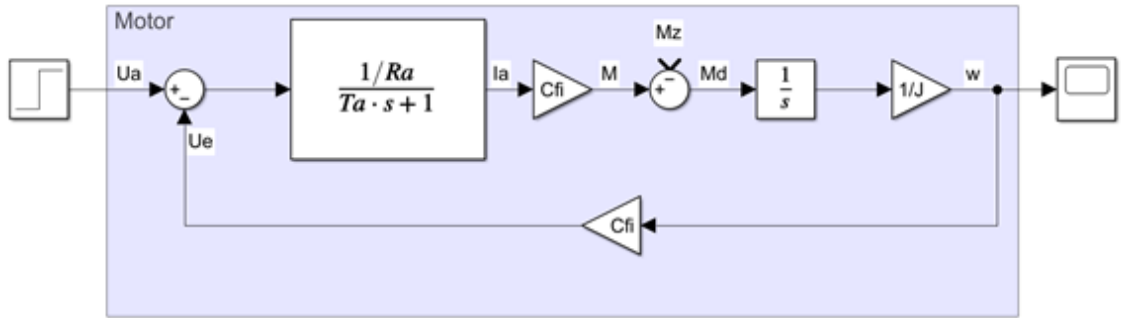 Motor
Ua
+
−
1/Ra
Ta · s + 1
Ia
Cfi
M
Mz
+
−
Md
1
s
1/J
w
Ue
Cfi